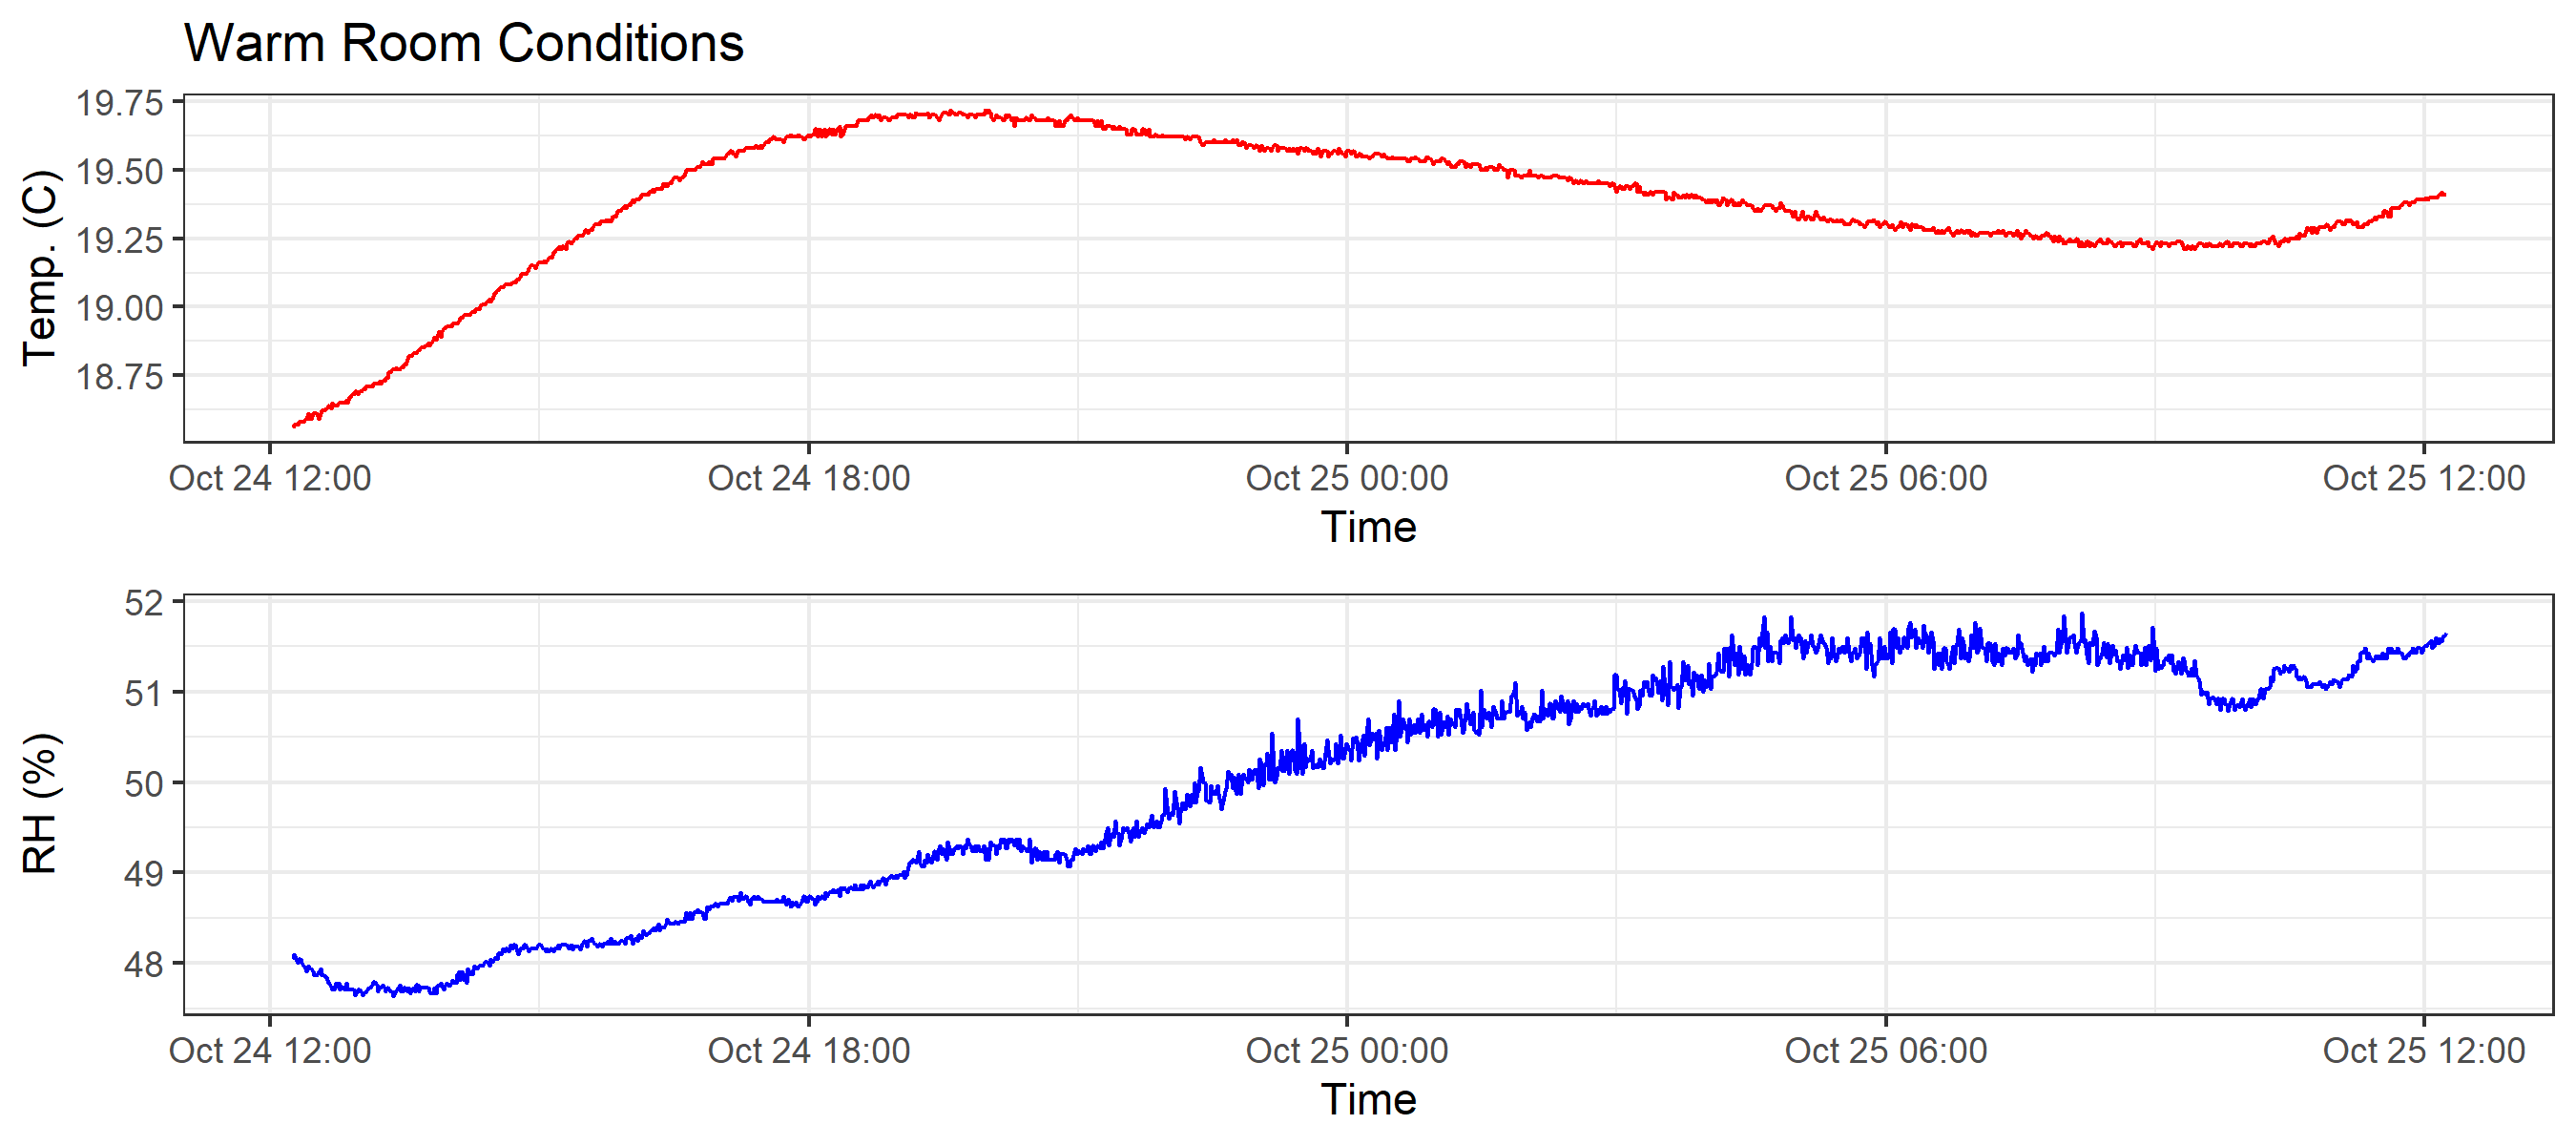 Warm Room Conditions
19.75
19.50
19.25
19.00
18.75
Temp. (C)
Oct 24 12:00 Oct 24 18:00 Oct 25 00:00 Oct 25 06:00 Oct 25 12:00
Time
52
51
50
49
48
RH (%)
Oct 24 12:00 Oct 24 18:00 Oct 25 00:00 Oct 25 06:00 Oct 25 12:00
Time